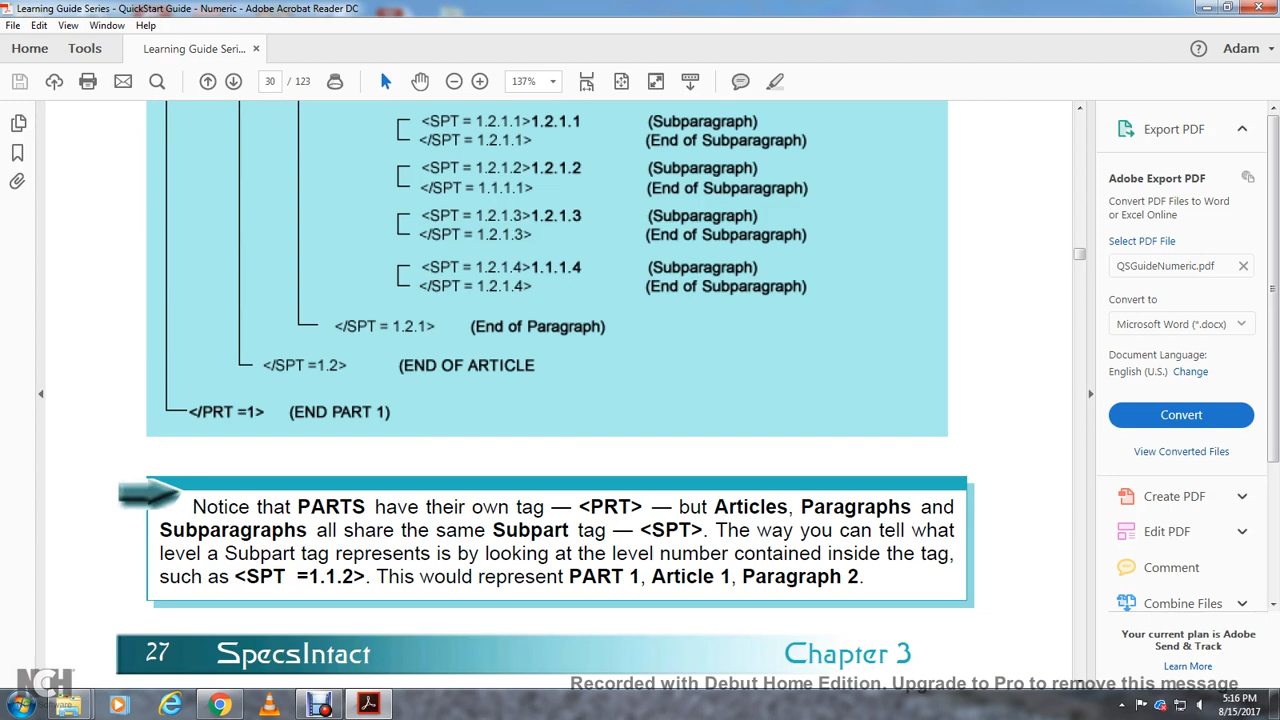 Learning Guide Series - QuickStart Guide - Numeric - Adobe Acrobat Reader DC
File Edit View Window Help
Home Tools Learning Guide Seri... × Adam
30 / 123 137%
<SPT = 1.2.1.1>1.2.1.1 (Subparagraph)
</SPT = 1.2.1.1> (End of Subparagraph)
<SPT = 1.2.1.2>1.2.1.2 (Subparagraph)
</SPT = 1.1.1.1> (End of Subparagraph)
<SPT = 1.2.1.3>1.2.1.3 (Subparagraph)
</SPT = 1.2.1.3> (End of Subparagraph)
<SPT = 1.2.1.4>1.1.1.4 (Subparagraph)
</SPT = 1.2.1.4> (End of Subparagraph)
</SPT = 1.2.1> (End of Paragraph)
</SPT =1.2> (END OF ARTICLE
</PRT =1> (END PART 1)
Notice that PARTS have their own tag — <PRT> — but Articles, Paragraphs and
Subparagraphs all share the same Subpart tag — <SPT>. The way you can tell what
level a Subpart tag represents is by looking at the level number contained inside the tag,
such as <SPT =1.1.2>. This would represent PART 1, Article 1, Paragraph 2.
27 SpecsIntact Chapter 3
Export PDF
Adobe Export PDF
Convert PDF Files to Word
or Excel Online
Select PDF File
QSGuideNumeric.pdf
Convert to
Microsoft Word (*.docx)
Document Language:
English (U.S.) Change
Convert
View Converted Files
Create PDF
Edit PDF
Comment
Combine Files
Your current plan is Adobe
Send & Track
Learn More
NCH
Software
Recorded with Debut Home Edition. Upgrade to Pro to remove this message
5:16 PM
8/15/2017